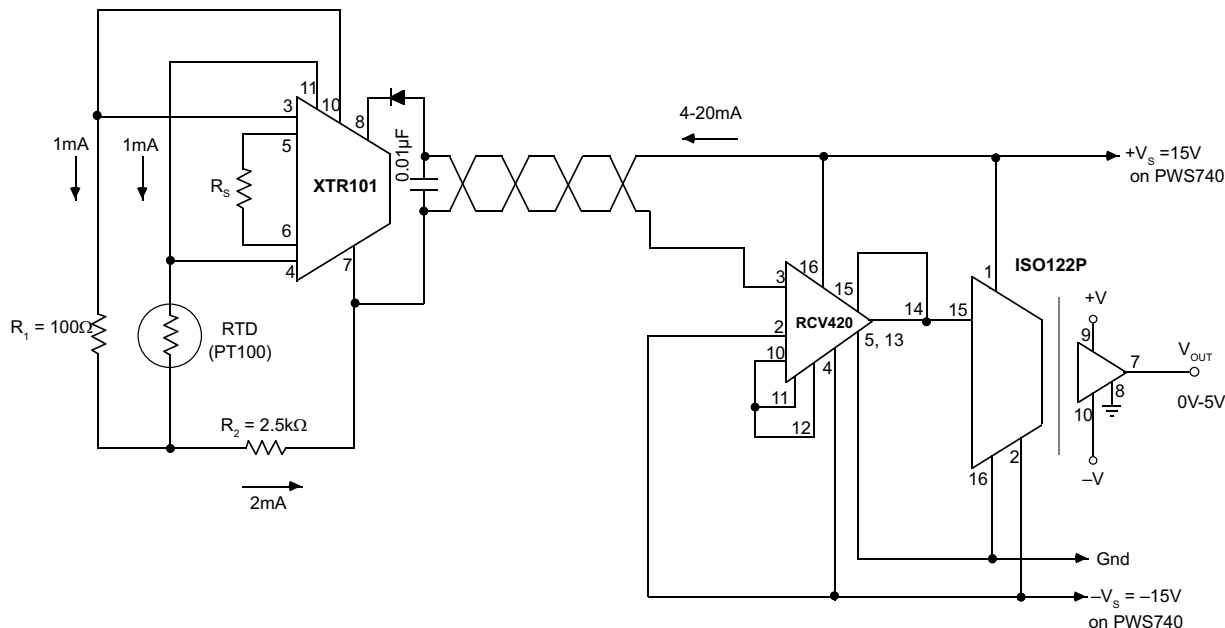 11
10
3
8
5
XTR101
0.01µF
1mA
1mA
R_S
6
4
7
R_1 = 100Ω
RTD
(PT100)
R_2 = 2.5kΩ
2mA
4-20mA
+V_S =15V
on PWS740
3
16
15
2
RCV420
14
10
5, 13
4
11
12
ISO122P
1
15
+V
9
7
V_OUT
8
0V-5V
10
–V
2
16
Gnd
–V_S = –15V
on PWS740